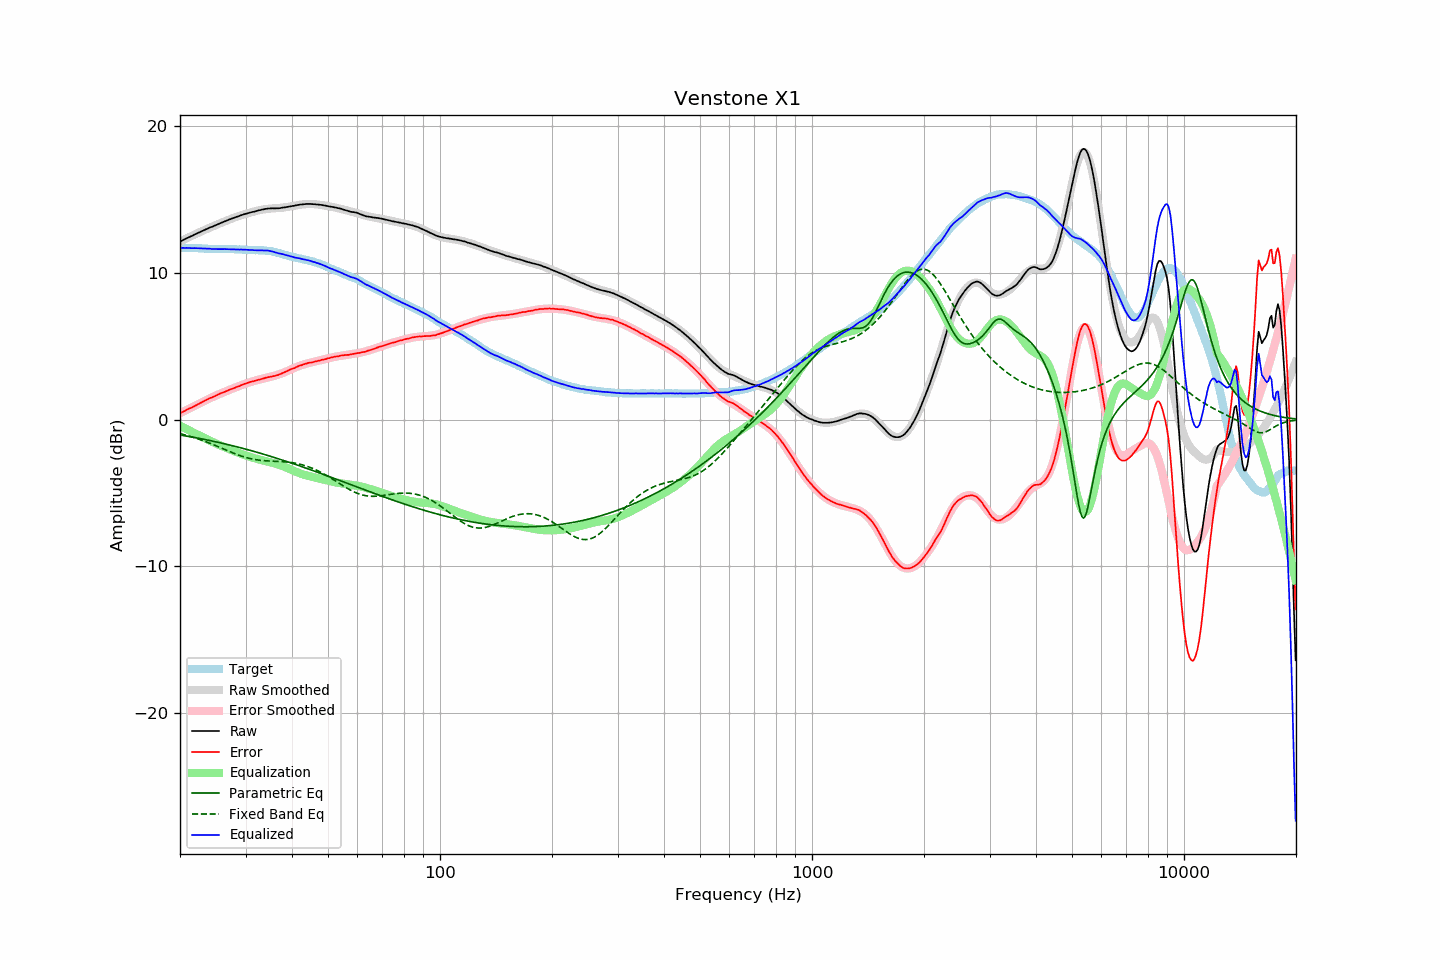 Venstone X1
20
10
0
−10
−20
Amplitude (dBr)
Target
Raw Smoothed
Error Smoothed
Raw
Error
Equalization
Parametric Eq
Fixed Band Eq
Equalized
100
1000
10000
Frequency (Hz)